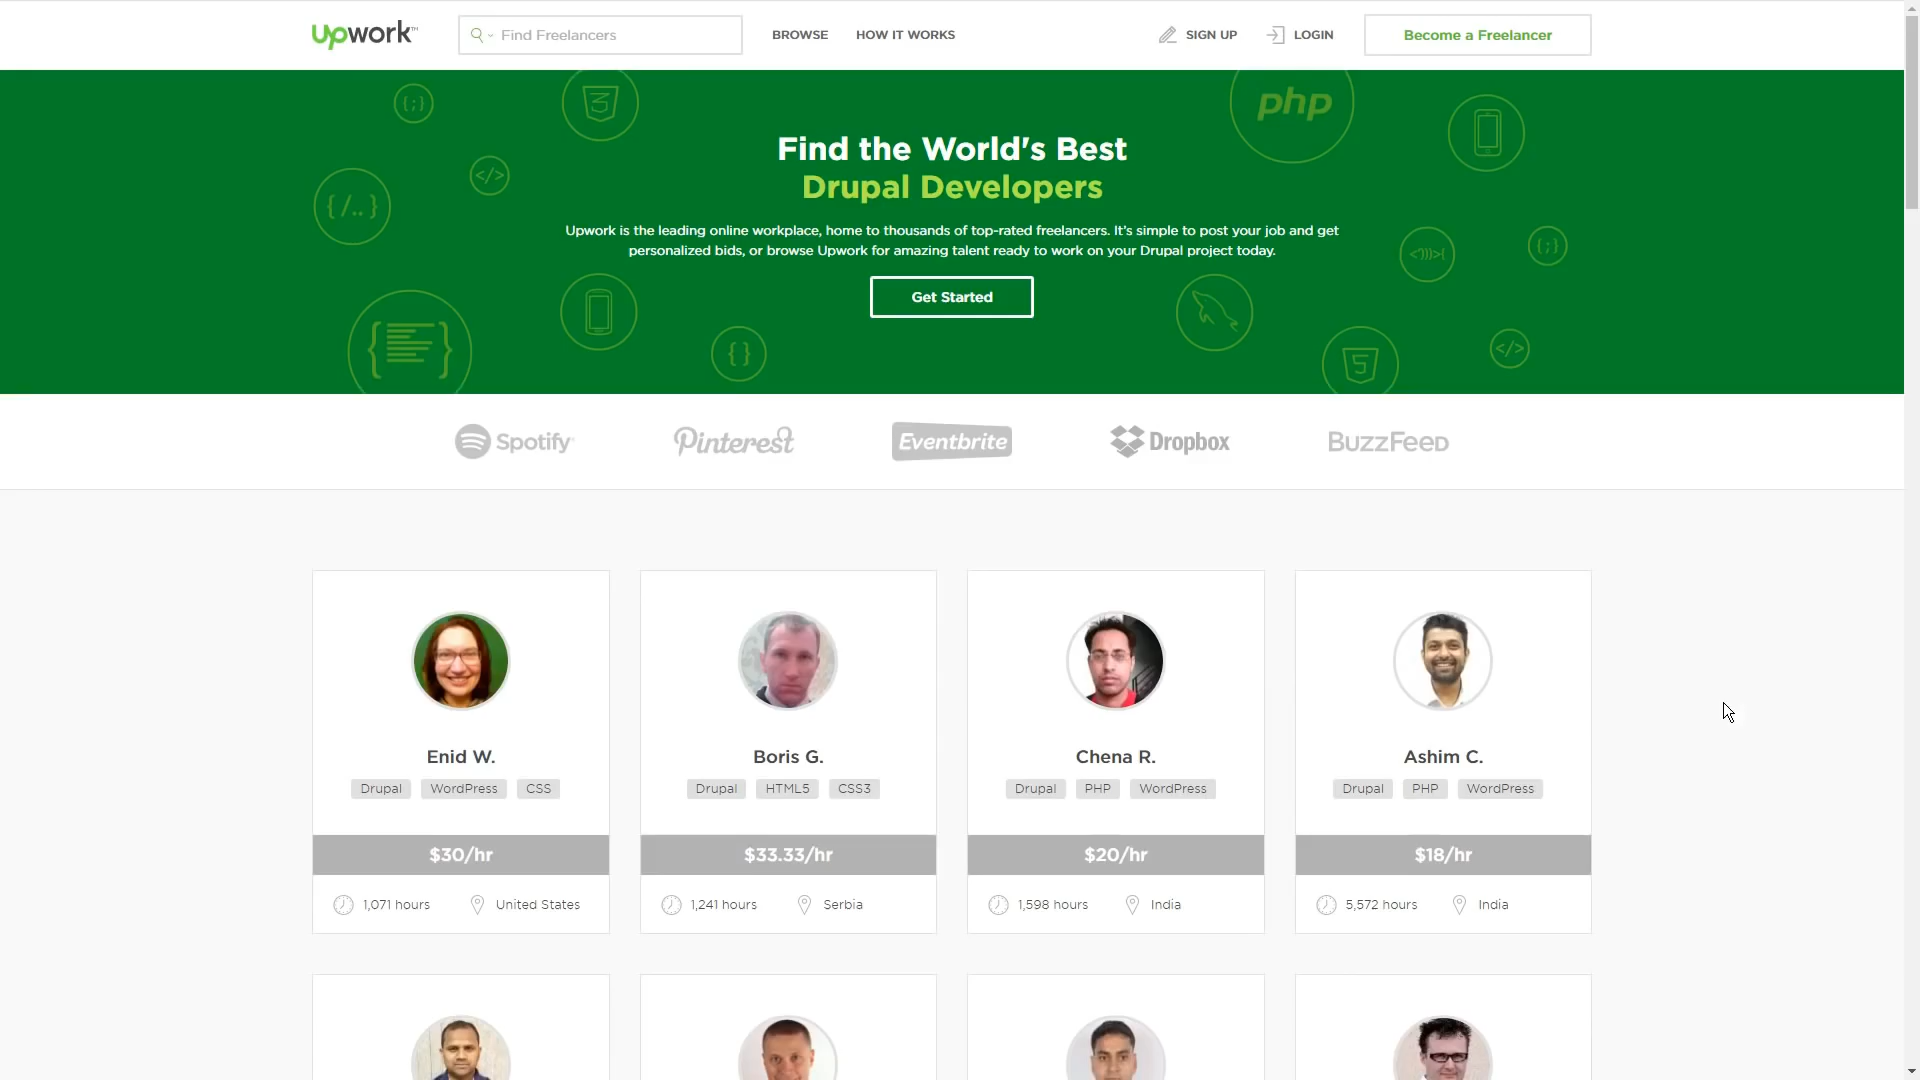 upwork™
Find Freelancers
BROWSE
HOW IT WORKS
SIGN UP
LOGIN
Become a Freelancer
{;}
3
php
</>
{/..}
Find the World's Best
Drupal Developers
Upwork is the leading online workplace, home to thousands of top-rated freelancers. It's simple to post your job and get
personalized bids, or browse Upwork for amazing talent ready to work on your Drupal project today.
<')))>{
{;}
Get Started
{}
5
</>
Spotify
Pinterest
Eventbrite
Dropbox
BuzzFeed
Enid W.
Drupal WordPress CSS
$30/hr
1,071 hours United States
Boris G.
Drupal HTML5 CSS3
$33.33/hr
1,241 hours Serbia
Chena R.
Drupal PHP WordPress
$20/hr
1,598 hours India
Ashim C.
Drupal PHP WordPress
$18/hr
5,572 hours India